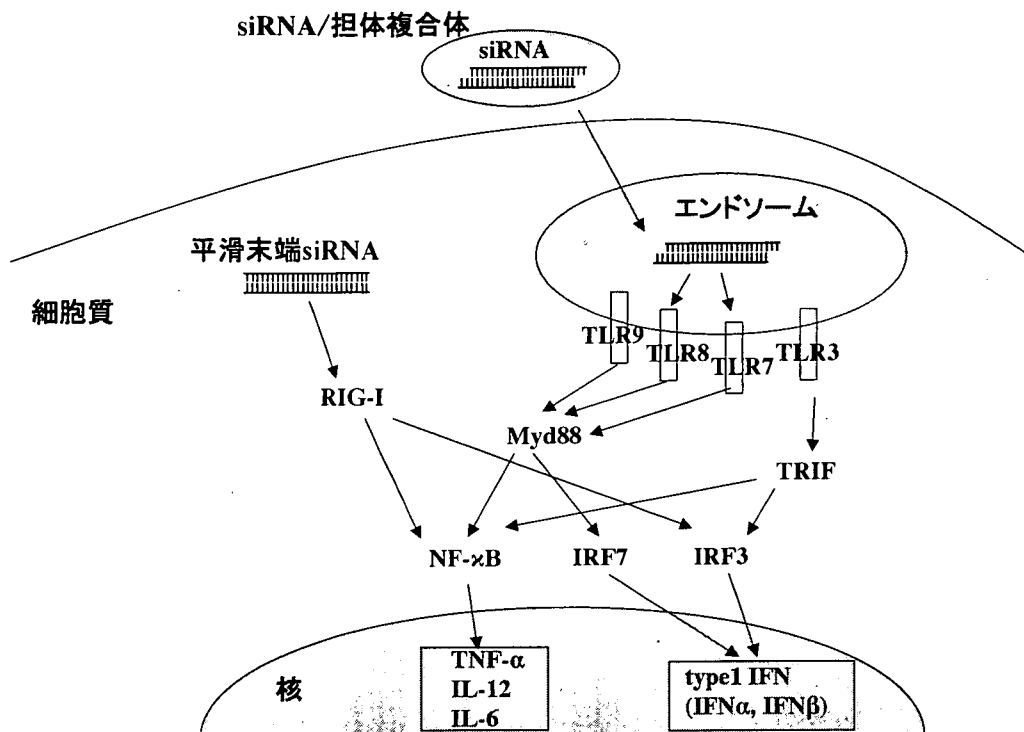 siRNA/担体複合体
siRNA
エンドソーム
平滑末端siRNA
細胞質
TLR9
TLR8
TLR7
TLR3
RIG-I
Myd88
TRIF
NF-κB
IRF7
IRF3
核
TNF-α
IL-12
IL-6
type1 IFN
(IFNα, IFNβ)